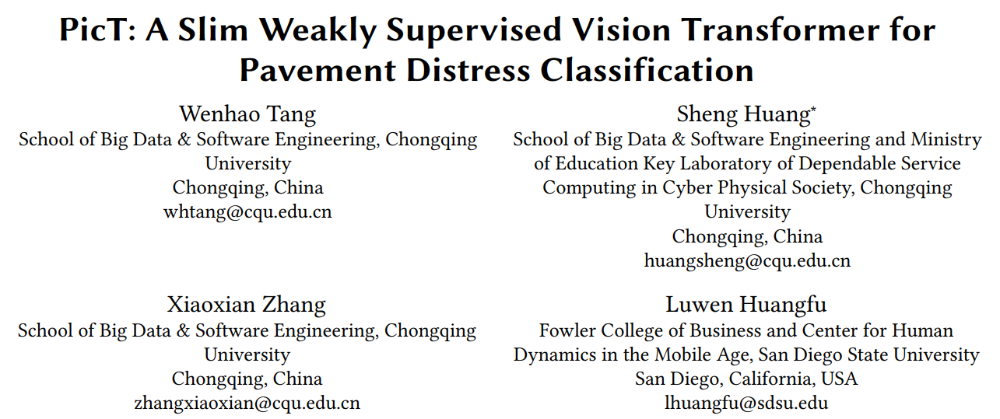 PicT: A Slim Weakly Supervised Vision Transformer for
Pavement Distress Classification
Wenhao Tang
School of Big Data & Software Engineering, Chongqing
University
Chongqing, China
whtang@cqu.edu.cn
Sheng Huang*
School of Big Data & Software Engineering and Ministry
of Education Key Laboratory of Dependable Service
Computing in Cyber Physical Society, Chongqing
University
Chongqing, China
huangsheng@cqu.edu.cn
Xiaoxian Zhang
School of Big Data & Software Engineering, Chongqing
University
Chongqing, China
zhangxiaoxian@cqu.edu.cn
Luwen Huangfu
Fowler College of Business and Center for Human
Dynamics in the Mobile Age, San Diego State University
San Diego, California, USA
lhuangfu@sdsu.edu